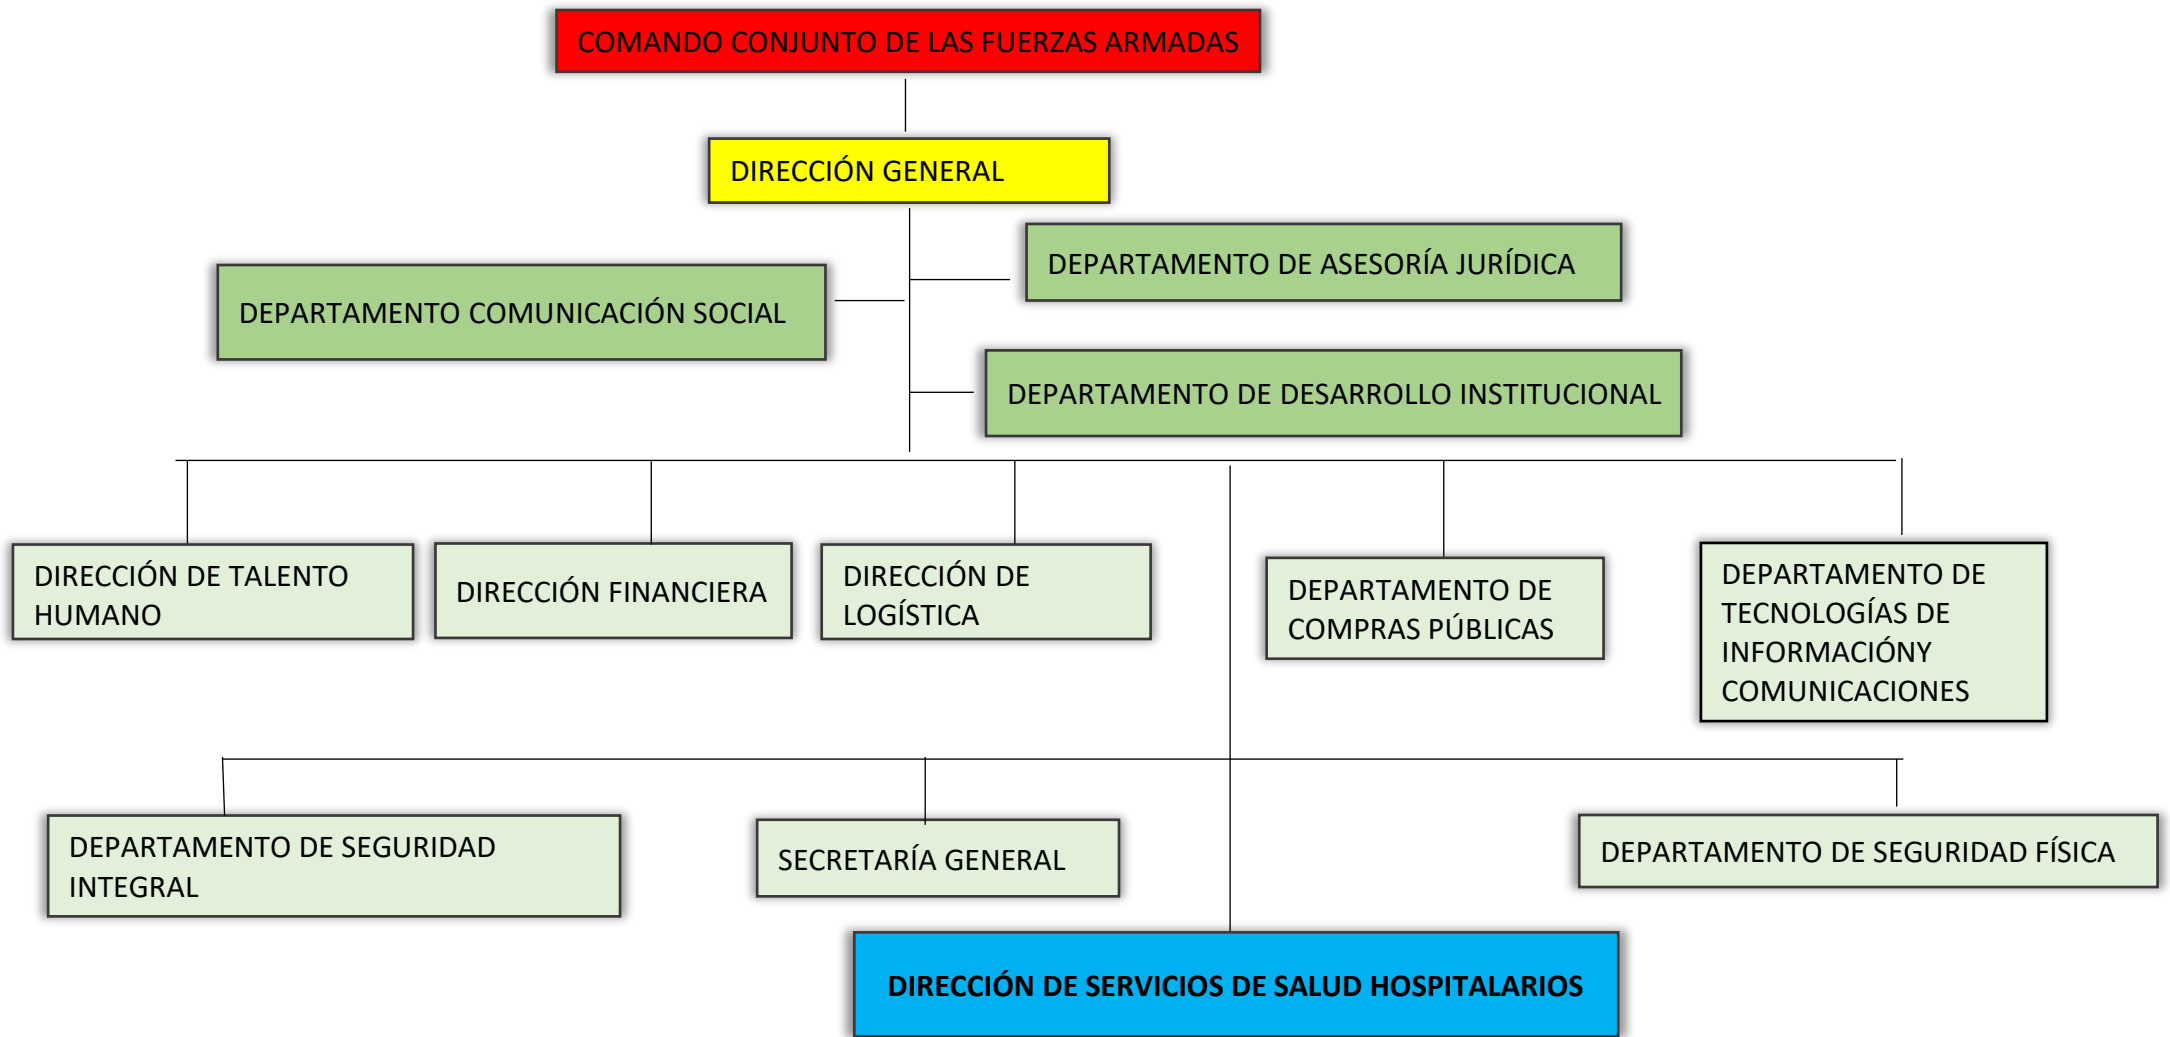 COMANDO CONJUNTO DE LAS FUERZAS ARMADAS
DIRECCIÓN GENERAL
DEPARTAMENTO DE ASESORÍA JURÍDICA
DEPARTAMENTO COMUNICACIÓN SOCIAL
DEPARTAMENTO DE DESARROLLO INSTITUCIONAL
DIRECCIÓN DE TALENTO
HUMANO
DIRECCIÓN FINANCIERA
DIRECCIÓN DE
LOGÍSTICA
DEPARTAMENTO DE
COMPRAS PÚBLICAS
DEPARTAMENTO DE
TECNOLOGÍAS DE
INFORMACIÓNY
COMUNICACIONES
DEPARTAMENTO DE SEGURIDAD
INTEGRAL
SECRETARÍA GENERAL
DEPARTAMENTO DE SEGURIDAD FÍSICA
DIRECCIÓN DE SERVICIOS DE SALUD HOSPITALARIOS